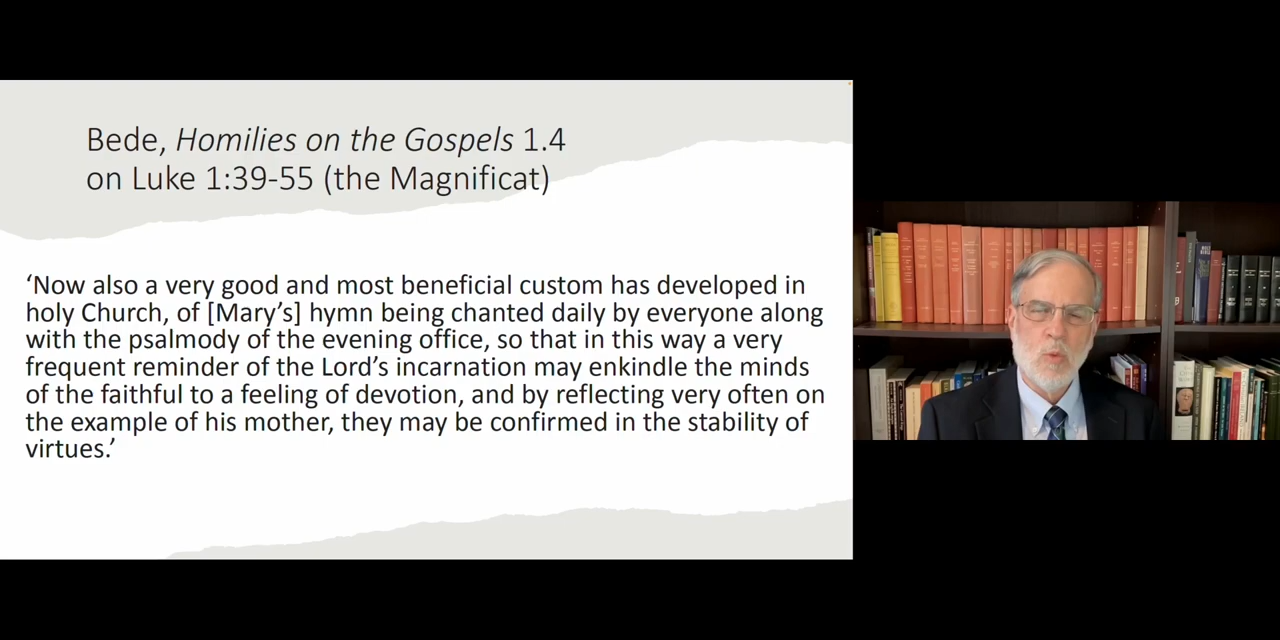 Bede, Homilies on the Gospels 1.4
on Luke 1:39-55 (the Magnificat)
‘Now also a very good and most beneficial custom has developed in
holy Church, of [Mary’s] hymn being chanted daily by everyone along
with the psalmody of the evening office, so that in this way a very
frequent reminder of the Lord’s incarnation may enkindle the minds
of the faithful to a feeling of devotion, and by reflecting very often on
the example of his mother, they may be confirmed in the stability of
virtues.’